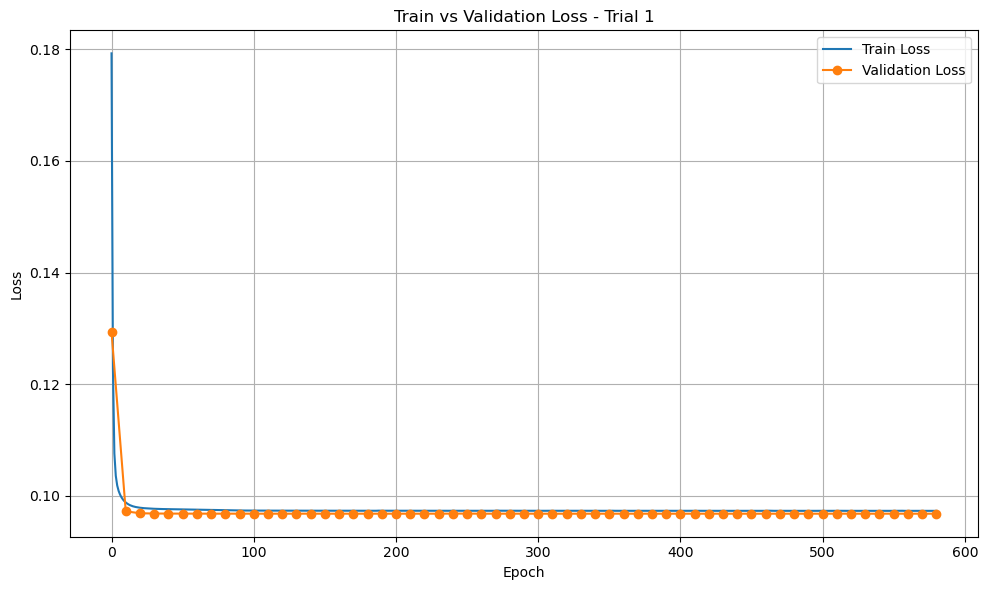 Train vs Validation Loss - Trial 1
Train Loss
Validation Loss
Loss
0.18
0.16
0.14
0.12
0.10
0
100
200
300
400
500
600
Epoch